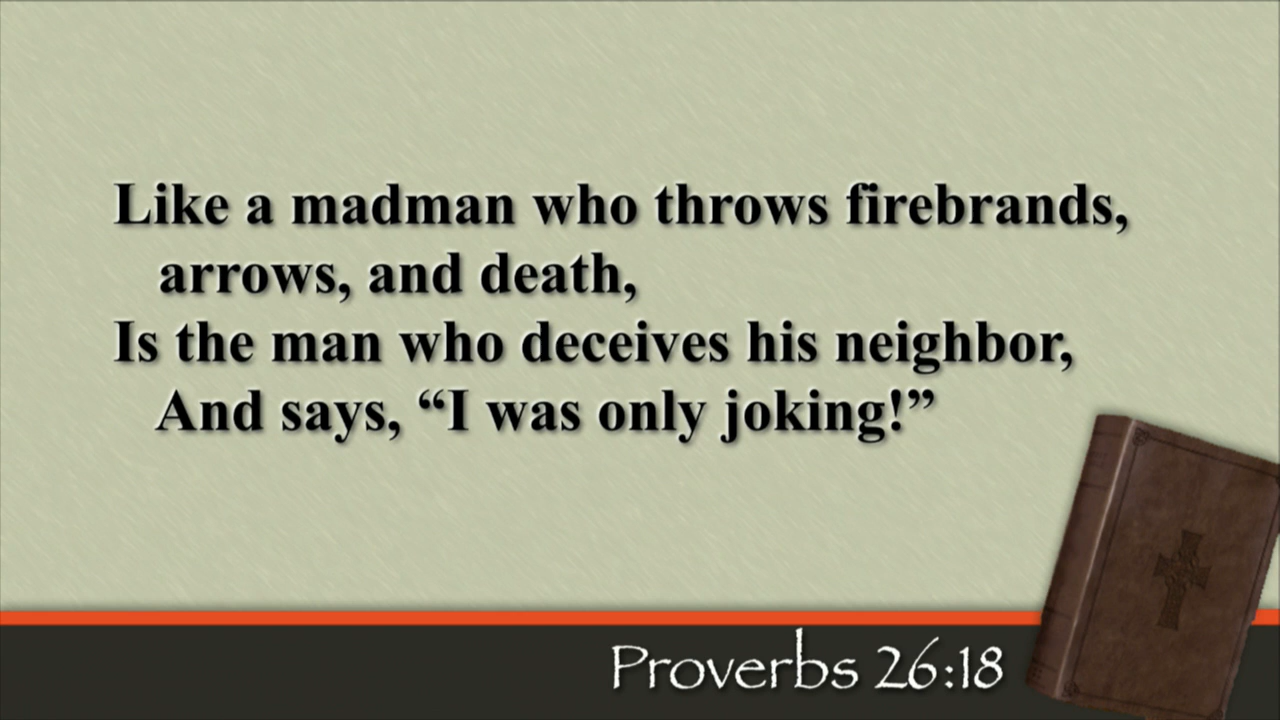 Like a madman who throws firebrands,
arrows, and death,
Is the man who deceives his neighbor,
And says, “I was only joking!”
Proverbs 26:18